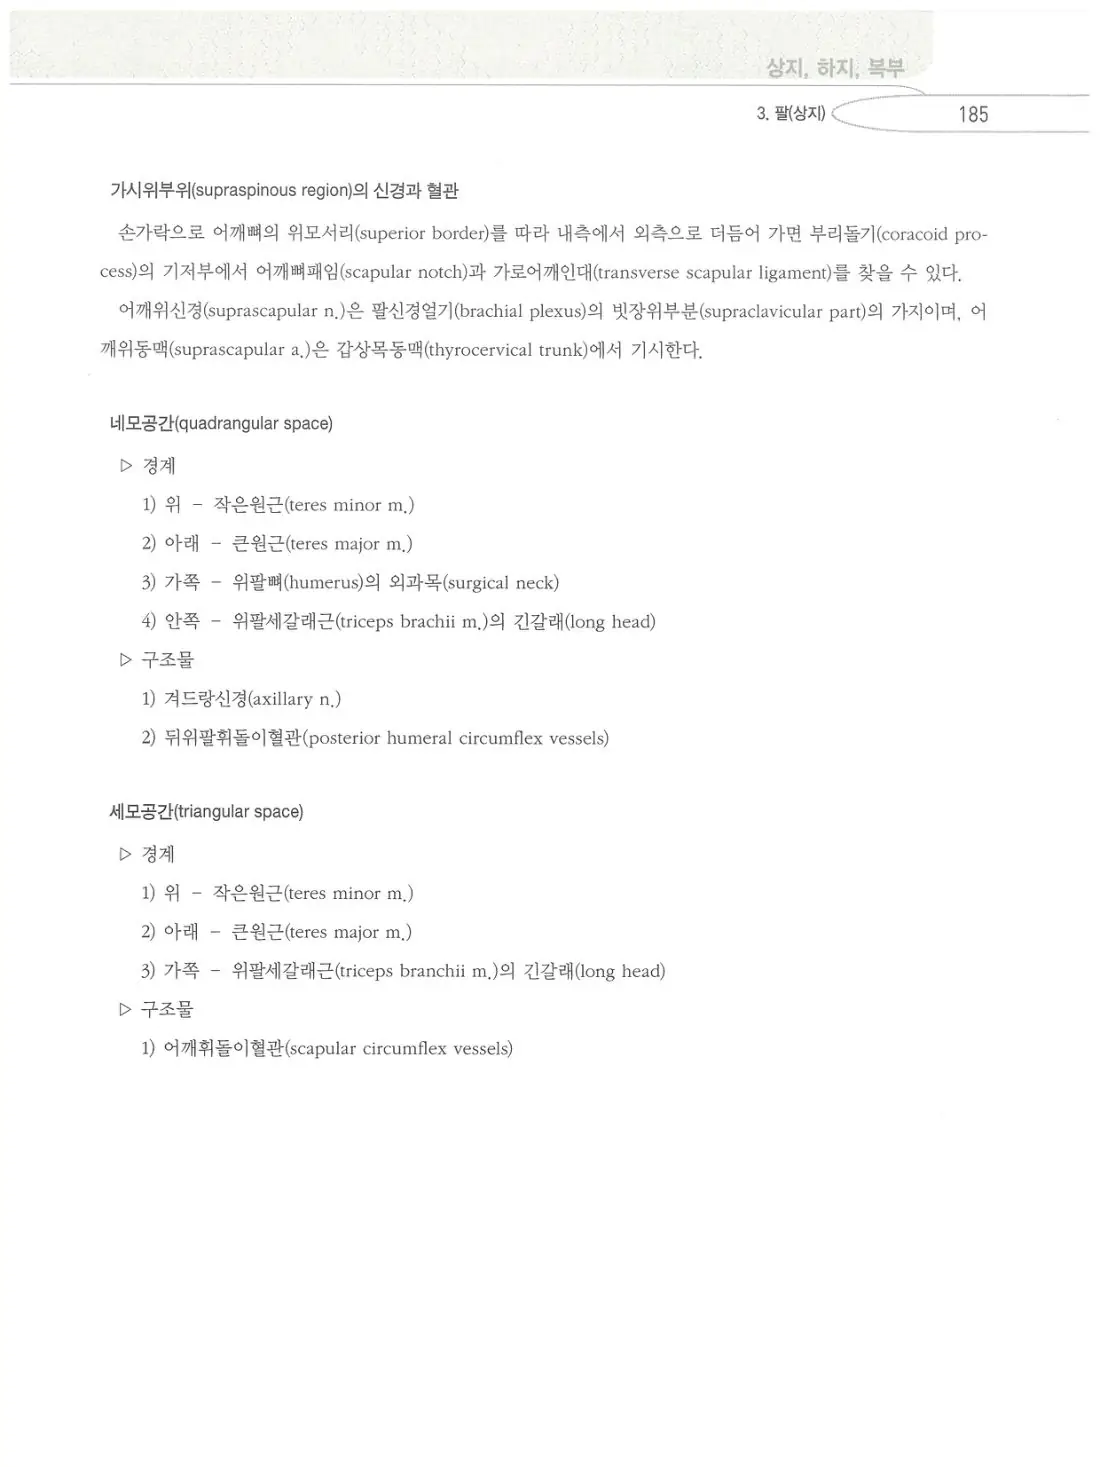 상지, 하지, 복부
3. 팔(상지)
185
가시위부위(supraspinous region)의 신경과 혈관
손가락으로 어깨뼈의 위모서리(superior border)를 따라 내측에서 외측으로 더듬어 가면 부리돌기(coracoid pro-
cess)의 기저부에서 어깨뼈패임(scapular notch)과 가로어깨인대(transverse scapular ligament)를 찾을 수 있다.
어깨위신경(suprascapular n.)은 팔신경얼기(brachial plexus)의 빗장위부분(supraclavicular part)의 가지이며, 어
깨위동맥(suprascapular a.)은 갑상목동맥(thyrocervical trunk)에서 기시한다.
네모공간(quadrangular space)
▷ 경계
1) 위 - 작은원근(teres minor m.)
2) 아래 - 큰원근(teres major m.)
3) 가쪽 - 위팔뼈(humerus)의 외과목(surgical neck)
4) 안쪽 - 위팔세갈래근(triceps brachii m.)의 긴갈래(long head)
▷ 구조물
1) 겨드랑신경(axillary n.)
2) 뒤위팔휘돌이혈관(posterior humeral circumflex vessels)
세모공간(triangular space)
▷ 경계
1) 위 - 작은원근(teres minor m.)
2) 아래 - 큰원근(teres major m.)
3) 가쪽 - 위팔세갈래근(triceps branchii m.)의 긴갈래(long head)
▷ 구조물
1) 어깨휘돌이혈관(scapular circumflex vessels)